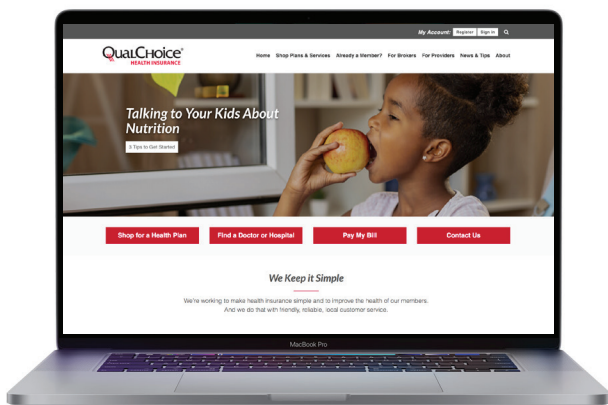 My Account: Register Sign in
QualChoice®
HEALTH INSURANCE
Home Shop Plans & Services Already a Member? For Brokers For Providers News & Tips About
Talking to Your Kids About
Nutrition
3 Tips to Get Started
Shop for a Health Plan Find a Doctor or Hospital Pay My Bill Contact Us
We Keep it Simple
We're working to make health insurance simple and to improve the health of our members.
And we do that with friendly, reliable, local customer service.
MacBook Pro